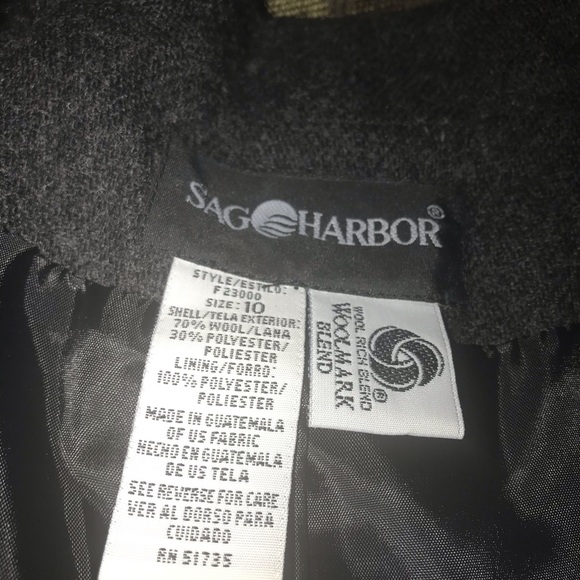 SAG HARBOR®
STYLE/ESTILO:
F23000
SIZE: 10
SHELL/TELA EXTERIOR:
70% WOOL/LANA
30% POLYESTER/
POLIESTER
LINING/FORRO:
100% POLYESTER/
POLIESTER
MADE IN GUATEMALA
OF US FABRIC
HECHO EN GUATEMALA
DE US TELA
SEE REVERSE FOR CARE
VER AL DORSO PARA
CUIDADO
RN 51735
WOOL RICH BLEND
WOOLMARK ®
BLEND